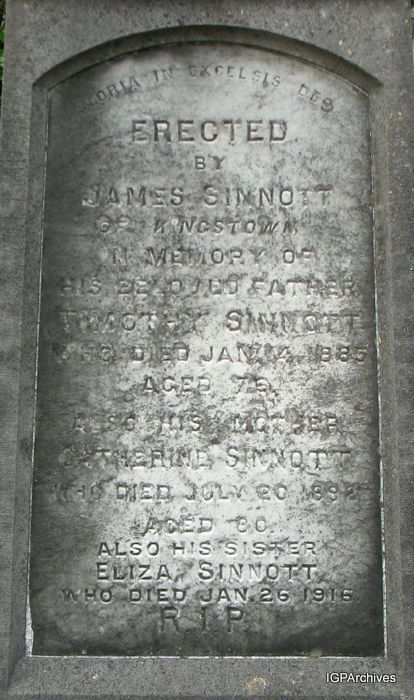 GLORIA IN EXCELSIS DEO
ERECTED
BY
JAMES SINNOTT
OF KINGSTOWN
IN MEMORY OF
HIS BELOVED FATHER
TIMOTHY SINNOTT
WHO DIED JAN. 14. 1885
AGED 75.
ALSO HIS MOTHER
CATHERINE SINNOTT
WHO DIED JULY 20 1892
AGED 80.
ALSO HIS SISTER
ELIZA SINNOTT
WHO DIED JAN. 26 1916
R.I.P.
IGPArchives